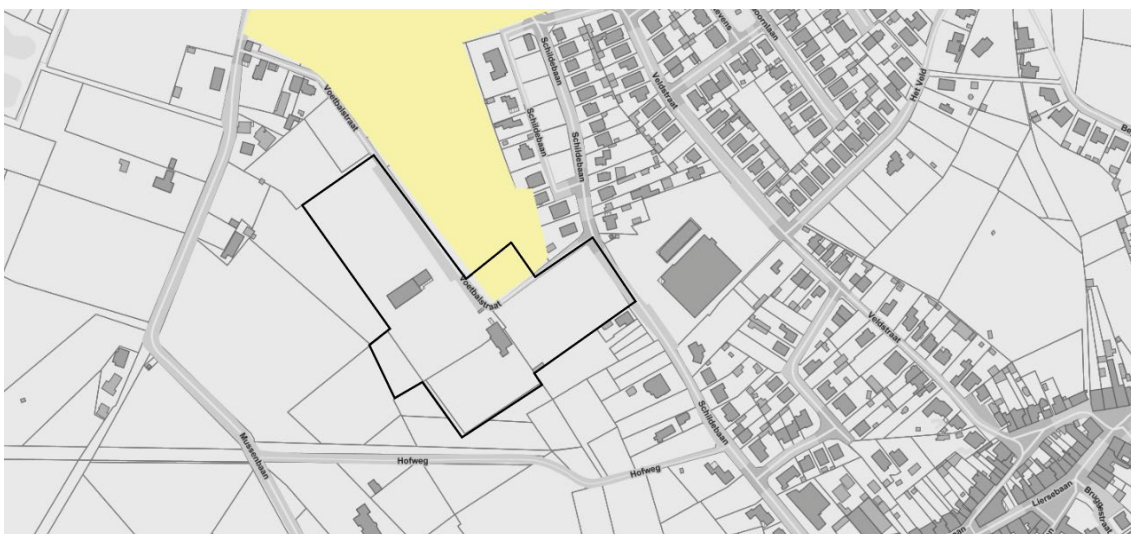 Schildebaan
Voetbalstraat
Veldstraat
Het Veld
Schildebaan
Schildebaan
Voetbalstraat
Veldstraat
Schildebaan
Mussenbaan
Hofweg
Hofweg
Liersebaan